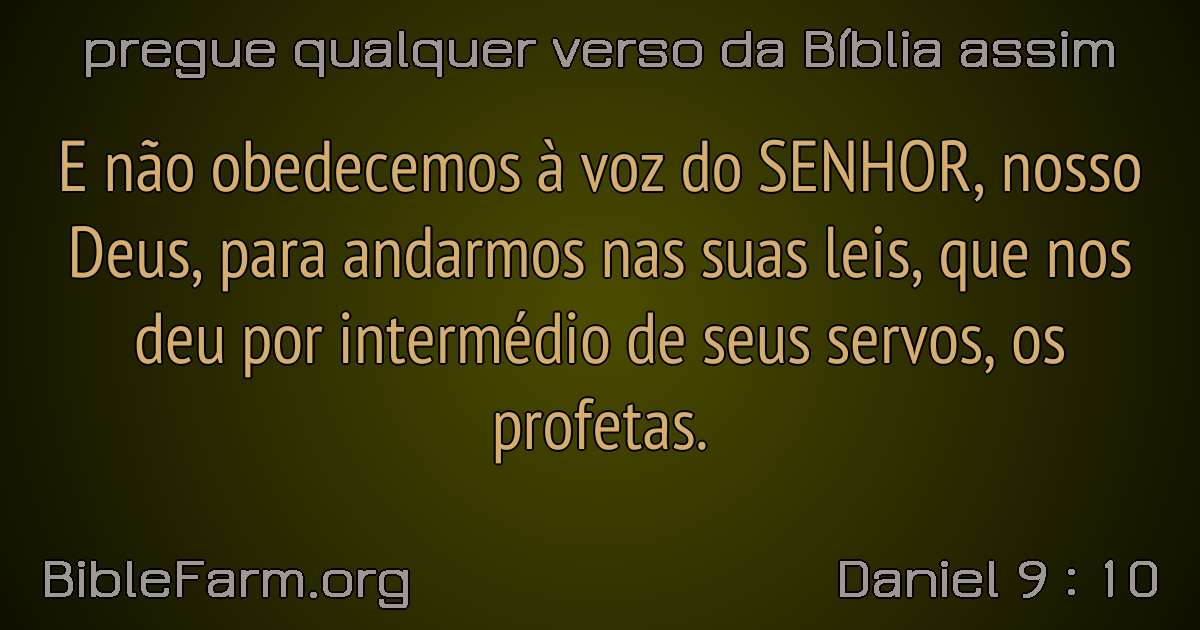 pregue qualquer verso da Bíblia assim
E não obedecemos à voz do SENHOR, nosso
Deus, para andarmos nas suas leis, que nos
deu por intermédio de seus servos, os
profetas.
BibleFarm.org
Daniel 9 : 10